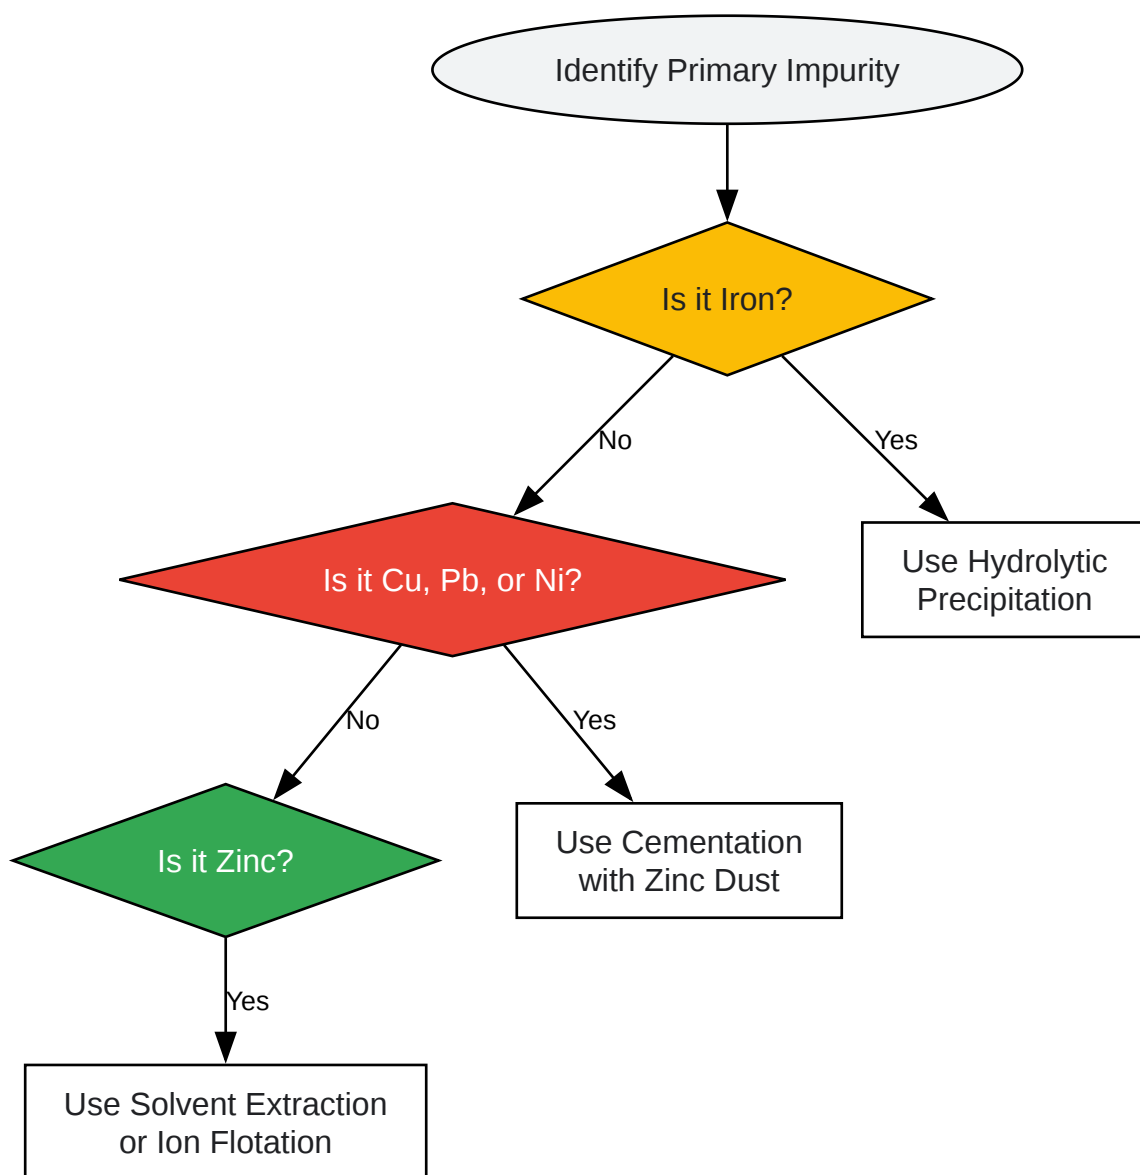 Identify Primary Impurity
Is it Iron?
No
Yes
Is it Cu, Pb, or Ni?
Use Hydrolytic
Precipitation
No
Yes
Is it Zinc?
Use Cementation
with Zinc Dust
Yes
Use Solvent Extraction
or Ion Flotation